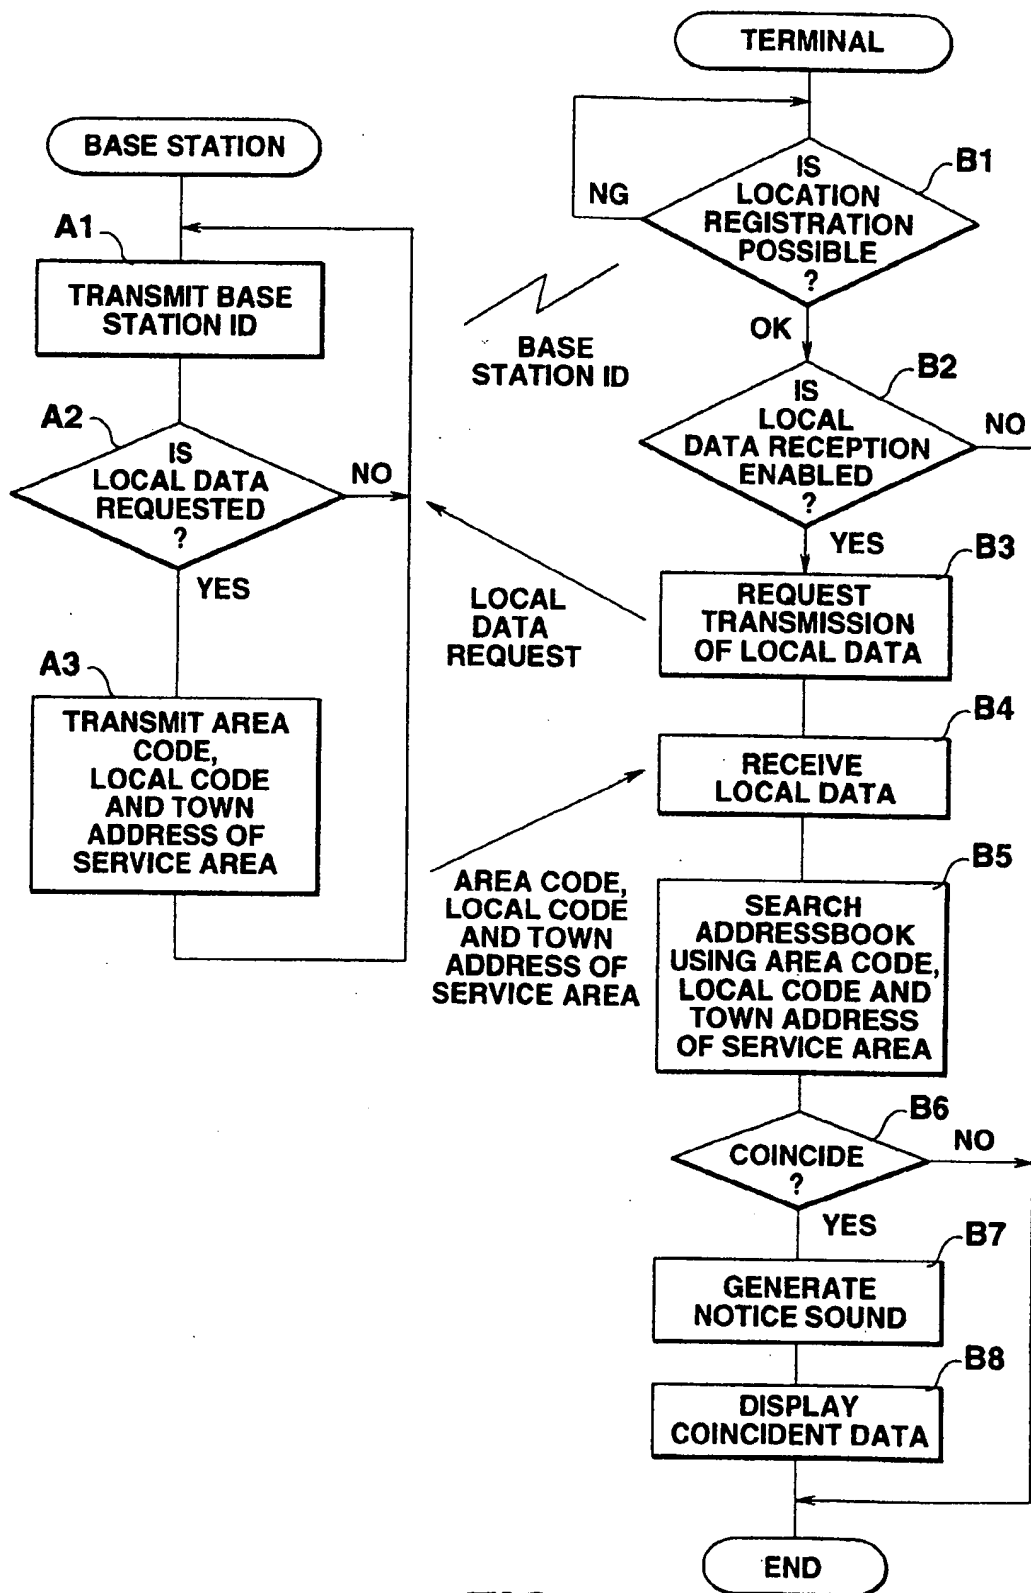 BASE STATION
A1
TRANSMIT BASE
STATION ID
A2
IS
LOCAL DATA
REQUESTED
?
NO
YES
A3
TRANSMIT AREA
CODE,
LOCAL CODE
AND TOWN
ADDRESS OF
SERVICE AREA
BASE
STATION ID
LOCAL
DATA
REQUEST
AREA CODE,
LOCAL CODE
AND TOWN
ADDRESS OF
SERVICE AREA
TERMINAL
B1
IS
LOCATION
REGISTRATION
POSSIBLE
?
NG
OK
B2
IS
LOCAL
DATA RECEPTION
ENABLED
?
NO
YES
B3
REQUEST
TRANSMISSION
OF LOCAL DATA
B4
RECEIVE
LOCAL DATA
B5
SEARCH
ADDRESSBOOK
USING AREA CODE,
LOCAL CODE AND
TOWN ADDRESS
OF SERVICE AREA
B6
COINCIDE
?
NO
YES
B7
GENERATE
NOTICE SOUND
B8
DISPLAY
COINCIDENT DATA
END